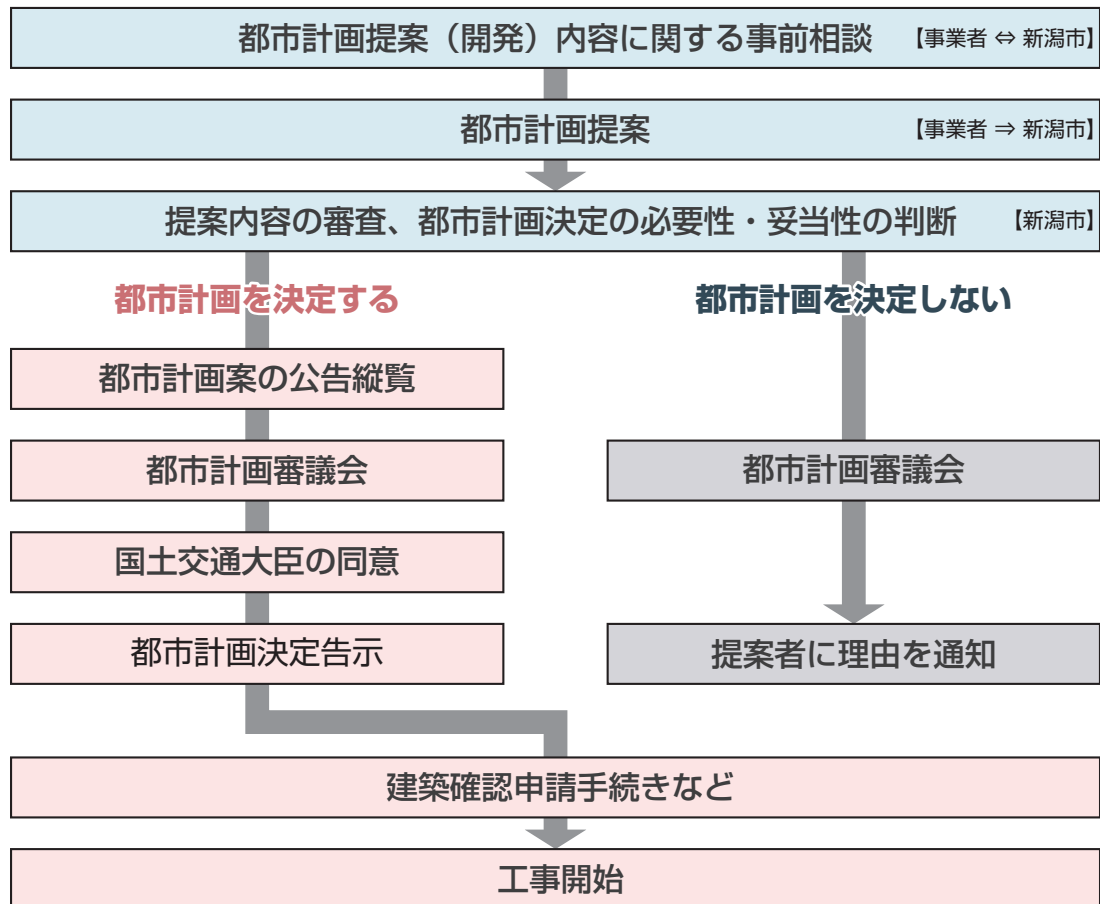 都市計画提案（開発）内容に関する事前相談 【事業者 ⇔ 新潟市】
都市計画提案 【事業者 ⇒ 新潟市】
提案内容の審査、都市計画決定の必要性・妥当性の判断 【新潟市】
都市計画を決定する
都市計画案の公告縦覧
都市計画審議会
国土交通大臣の同意
都市計画決定告示
都市計画を決定しない
都市計画審議会
提案者に理由を通知
建築確認申請手続きなど
工事開始